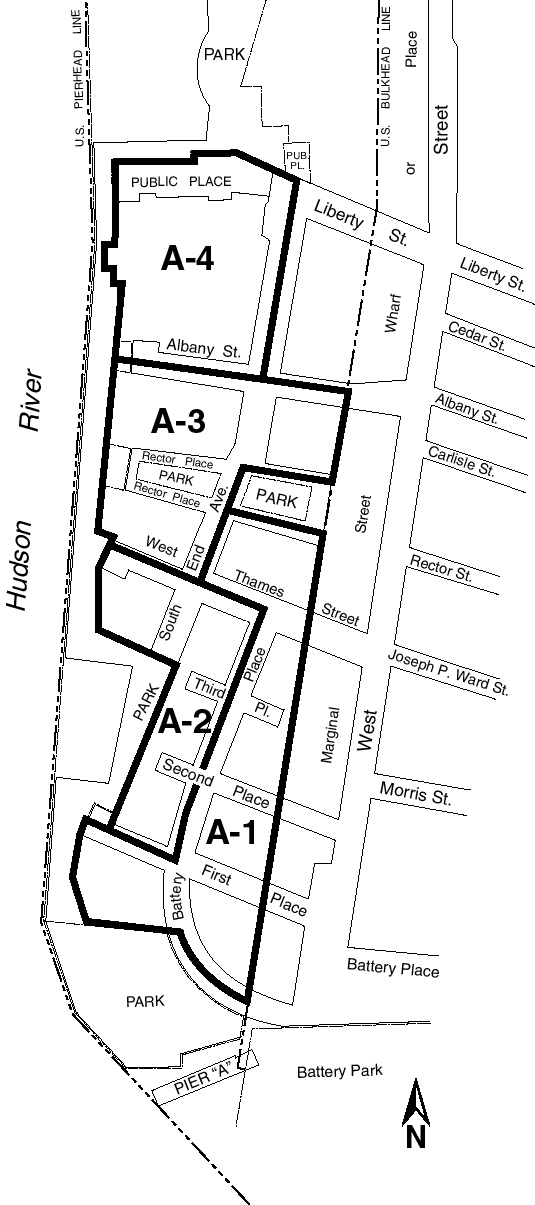 U.S. PIERHEAD LINE
PARK
U.S. BULKHEAD LINE
Place
or
Street
PUB.
PL.
PUBLIC PLACE
Liberty St.
Liberty St.
A-4
Wharf
Cedar St.
Albany St.
Albany St.
A-3
Carlisle St.
Rector Place
PARK
Rector Place
Ave.
PARK
Street
Hudson River
West
End
Rector St.
Thames
Street
South
Joseph P. Ward St.
Place
PARK
Third
Pl.
A-2
Marginal
West
Second
Place
Morris St.
A-1
First
Place
Battery
Battery Place
PARK
PIER "A"
Battery Park
N